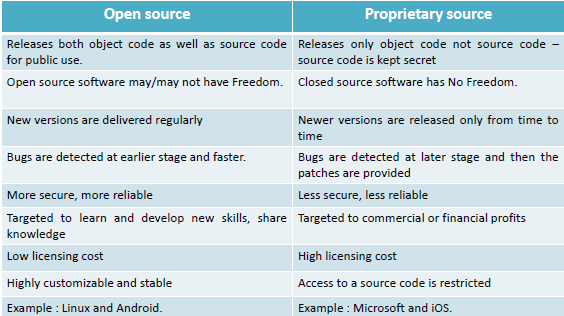 Open source
Proprietary source
Releases both object code as well as source code
for public use.
Releases only object code not source code –
source code is kept secret
Open source software may/may not have Freedom.
Closed source software has No Freedom.
New versions are delivered regularly
Newer versions are released only from time to
time
Bugs are detected at earlier stage and faster.
Bugs are detected at later stage and then the
patches are provided
More secure, more reliable
Less secure, less reliable
Targeted to learn and develop new skills, share
knowledge
Targeted to commercial or financial profits
Low licensing cost
High licensing cost
Highly customizable and stable
Access to a source code is restricted
Example : Linux and Android.
Example : Microsoft and iOS.